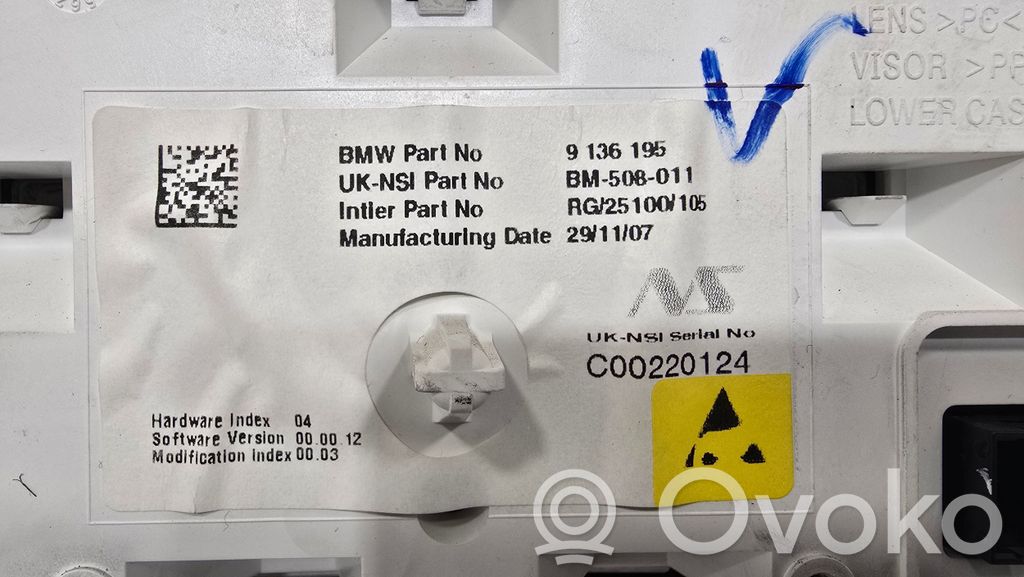 LENS >PC<
VISOR >PP
LOWER CAS
BMW Part No 9 136 195
UK-NSI Part No BM-508-011
Intier Part No RG/25100/105
Manufacturing Date 29/11/07
NS
UK-NSI Serial No
C00220124
Hardware Index 04
Software Version 00.00.12
Modification Index 00.03
Ovoko